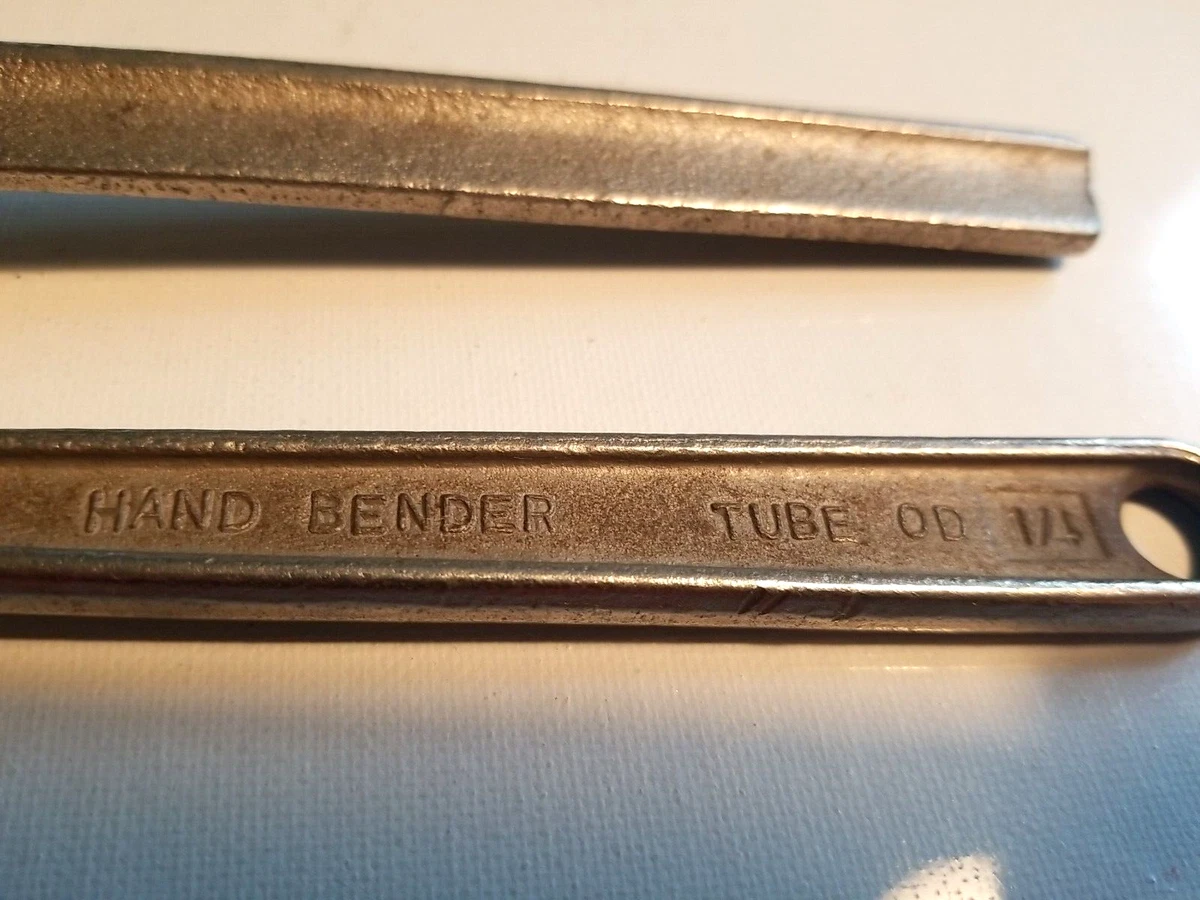 HAND BENDER TUBE OD 1/4